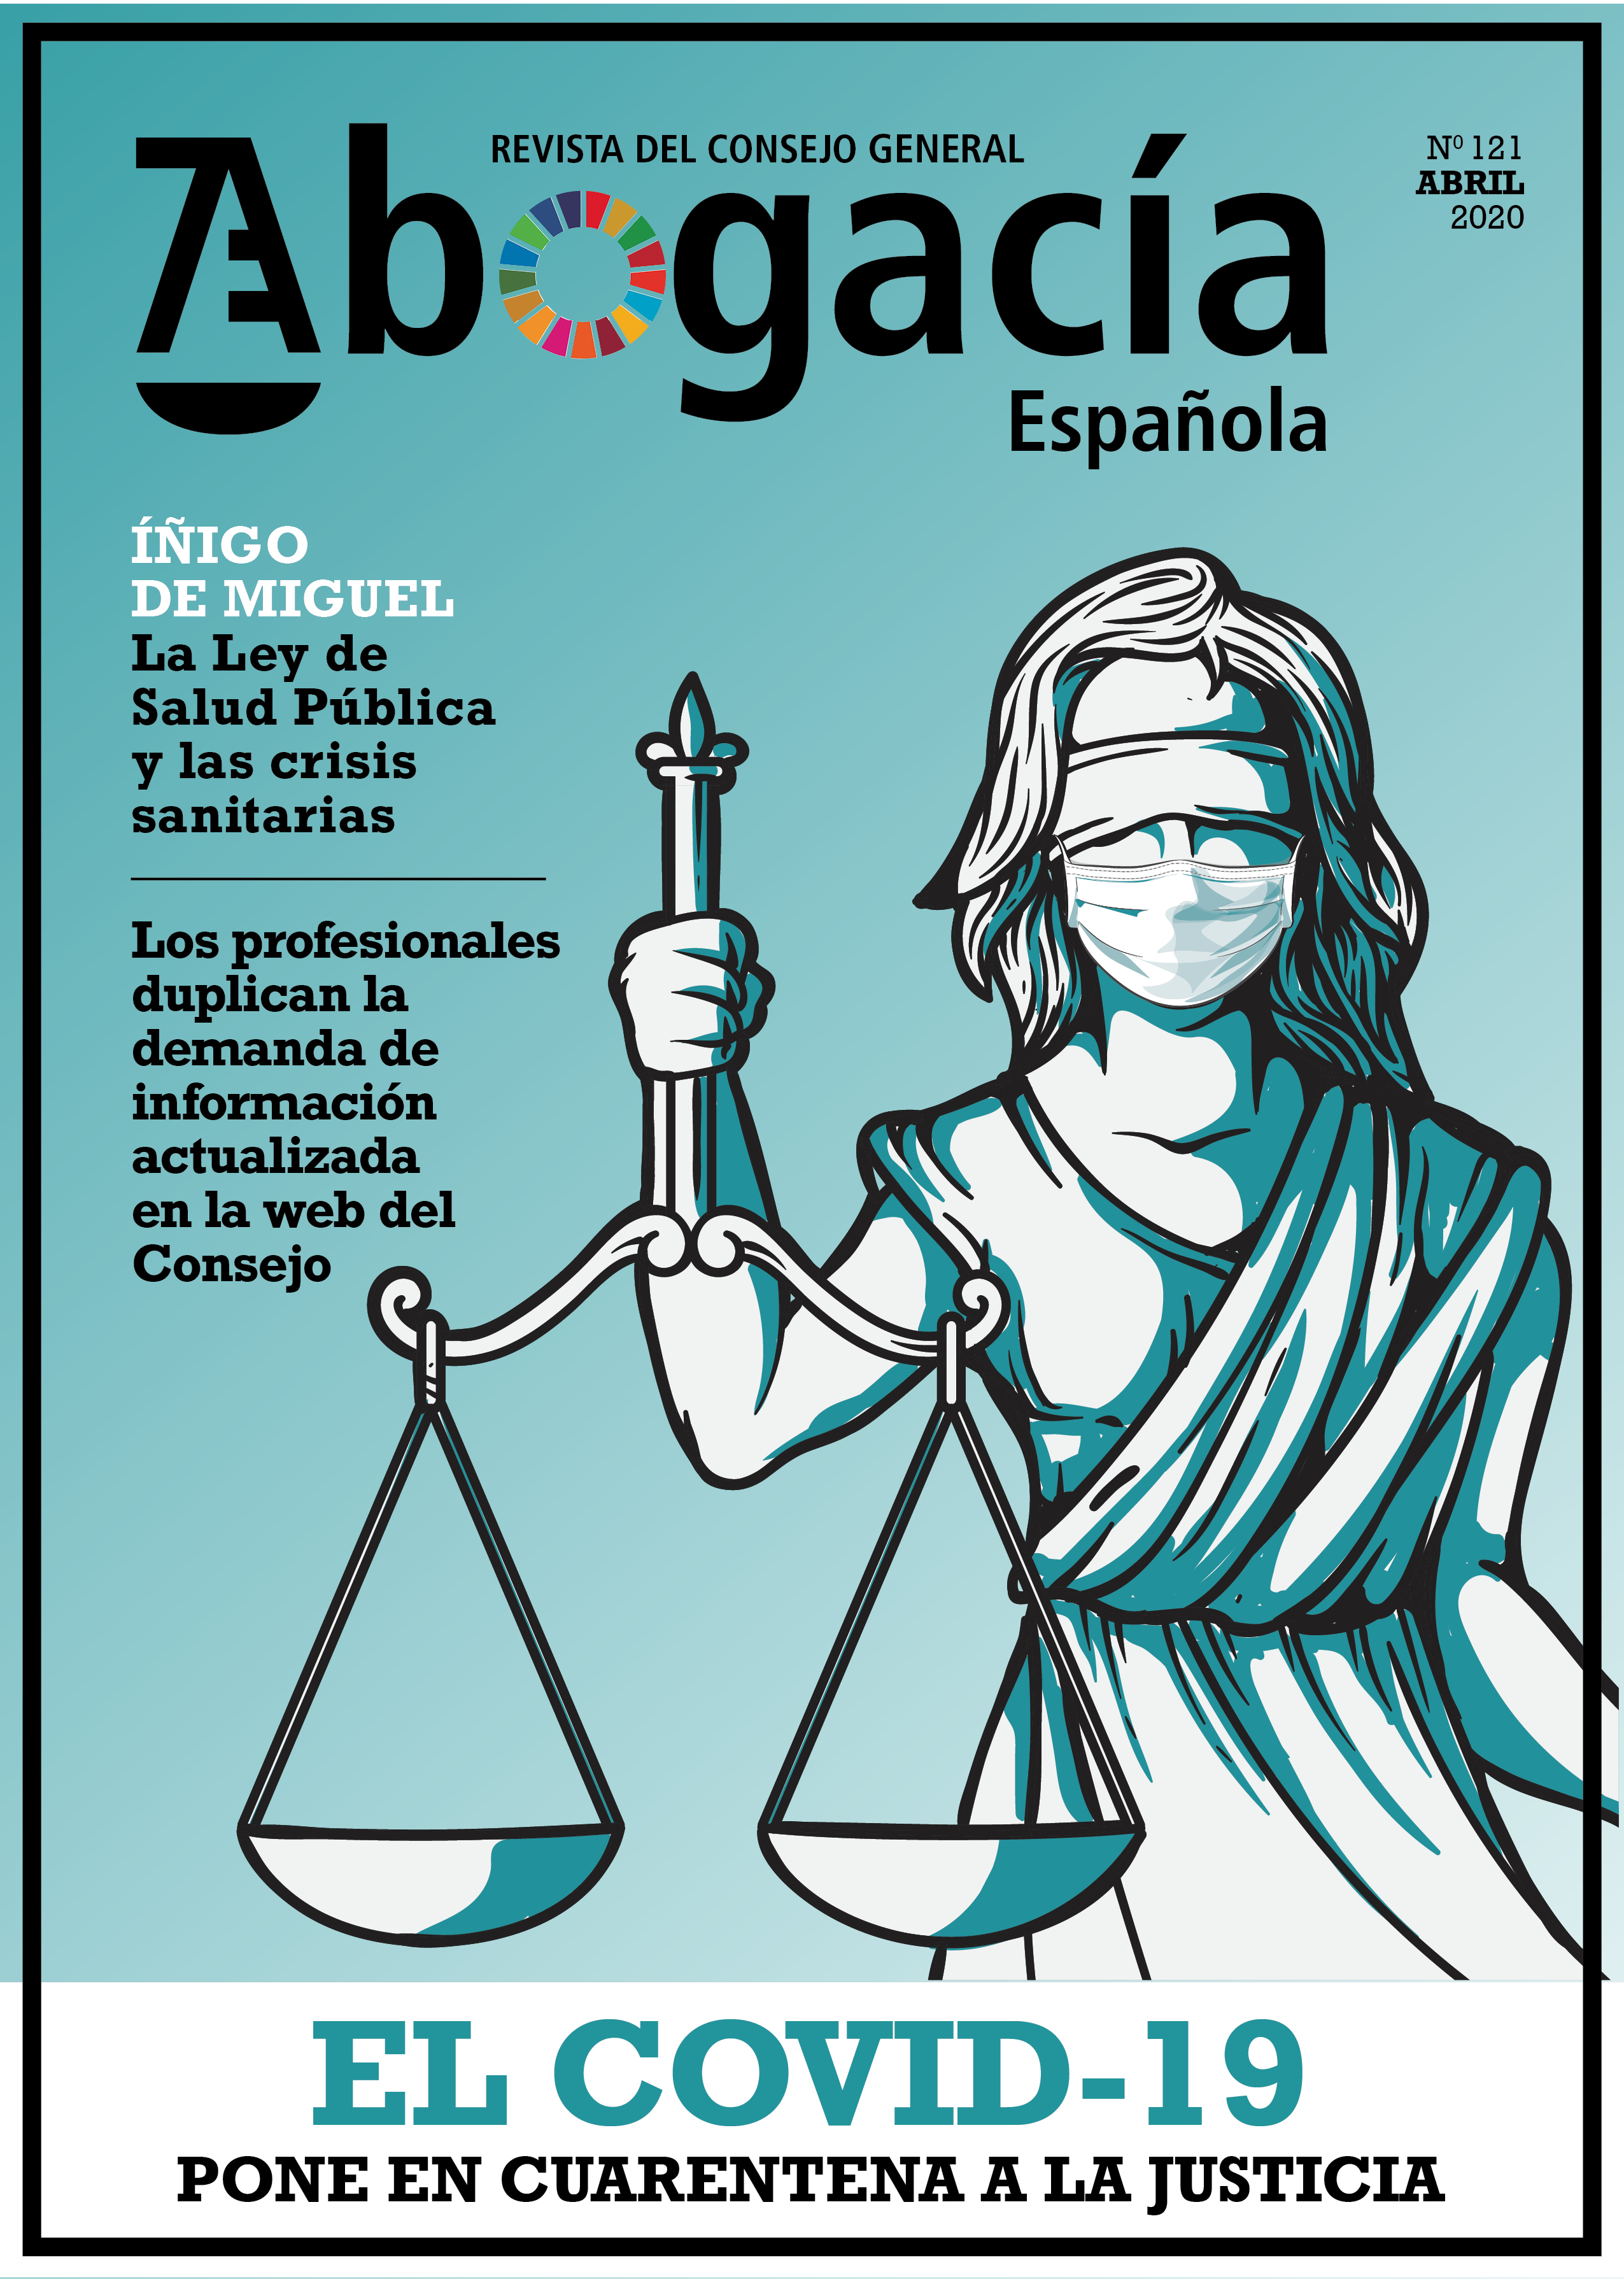 REVISTA DEL CONSEJO GENERAL
Abogacía
Española
Nº 121
ABRIL
2020
ÍÑIGO
DE MIGUEL
La Ley de
Salud Pública
y las crisis
sanitarias
Los profesionales
duplican la
demanda de
información
actualizada
en la web del
Consejo
EL COVID-19
PONE EN CUARENTENA A LA JUSTICIA